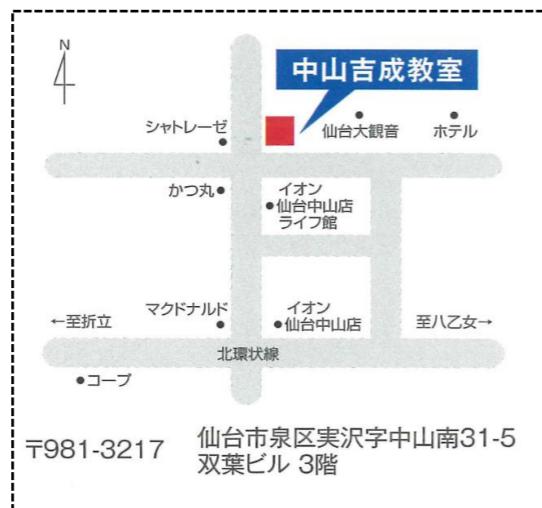 N
中山吉成教室
シャトレーゼ
仙台大観音
ホテル
かつ丸
イオン
仙台中山店
ライフ館
マクドナルド
イオン
仙台中山店
←至折立
至八乙女→
北環状線
コープ
〒981-3217
仙台市泉区実沢字中山南31-5
双葉ビル 3階